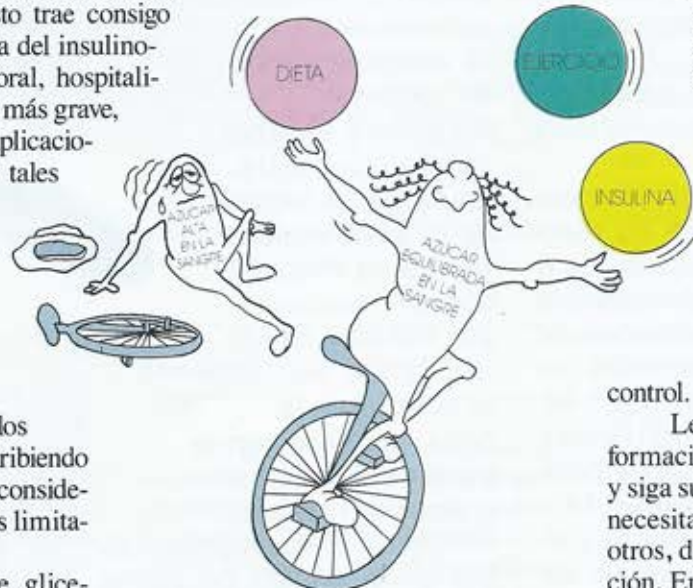 to trae consigo
a del insulino-
oral, hospitali-
más grave,
plicacio-
tales
los
ribiendo
conside-
s limita-
e glice-
DIETA
EJERCICIO
INSULINA
AZUCAR
ALTA
EN LA
SANGRE
AZUCAR
EQUILIBRADA
EN LA
SANGRE
control.
Le
formaci
y siga su
necesita
otros, d
ción. En